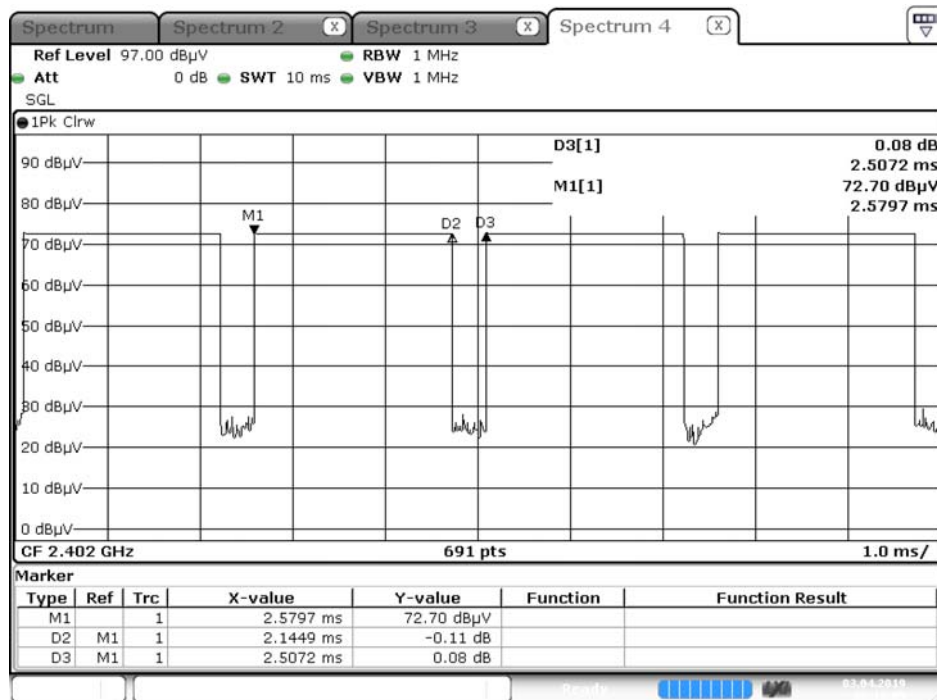 Spectrum Spectrum 2 X Spectrum 3 X Spectrum 4 X
Ref Level 97.00 dBµV RBW 1 MHz
Att 0 dB SWT 10 ms VBW 1 MHz
SGL
1Pk Clrw
D3[1] 0.08 dB
2.5072 ms
M1[1] 72.70 dBµV
2.5797 ms
90 dBµV
80 dBµV
M1 D2 D3
70 dBµV
60 dBµV
50 dBµV
40 dBµV
30 dBµV
20 dBµV
10 dBµV
0 dBµV
CF 2.402 GHz 691 pts 1.0 ms/
Marker
Type Ref Trc X-value Y-value Function Function Result
M1 1 2.5797 ms 72.70 dBµV
D2 M1 1 2.1449 ms -0.11 dB
D3 M1 1 2.5072 ms 0.08 dB
Ready 03.04.2019